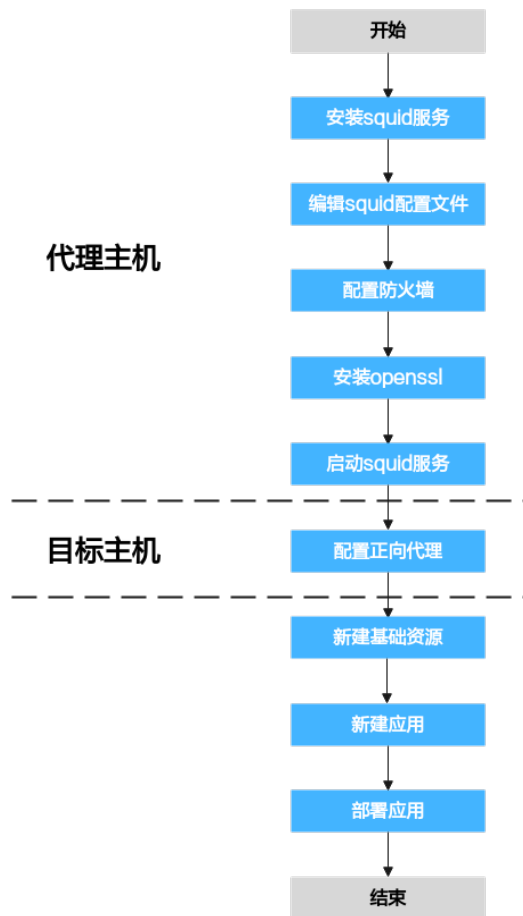 开始
安装squid服务
编辑squid配置文件
代理主机
配置防火墙
安装openssl
启动squid服务
目标主机
配置正向代理
新建基础资源
新建应用
部署应用
结束